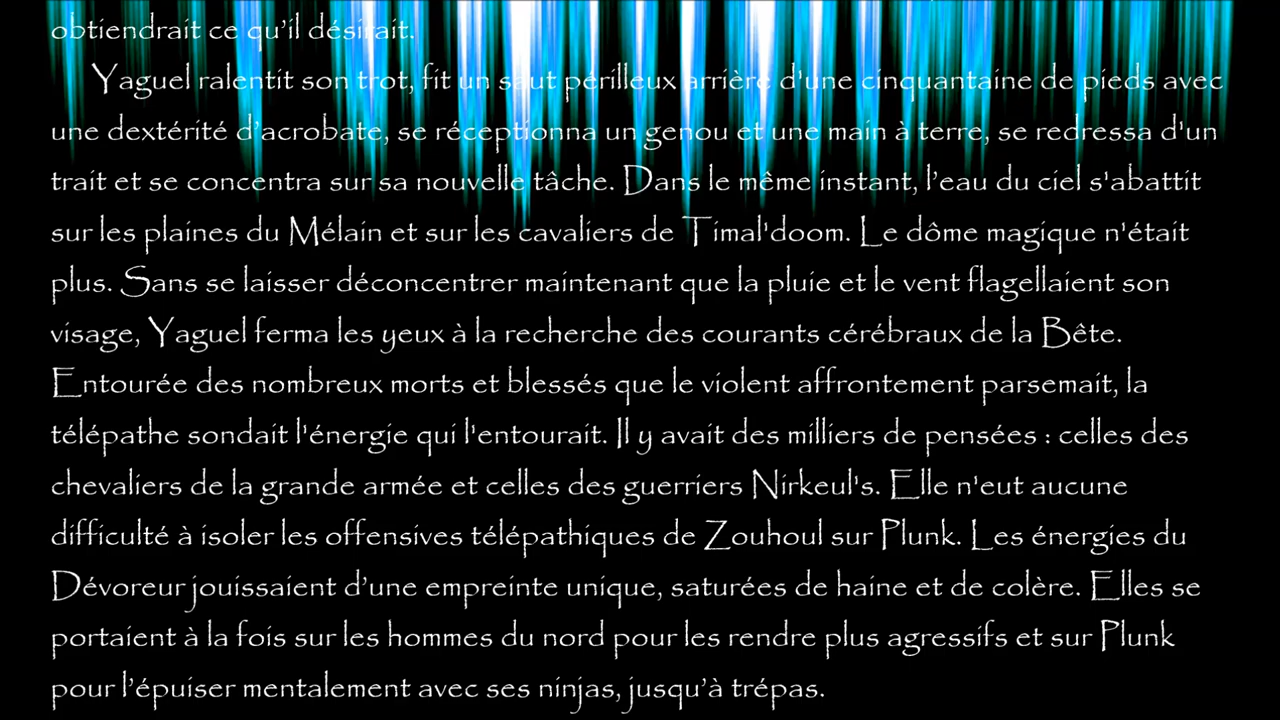 obtiendrait ce qu’il désirait.
Yaguel ralentit son trot, fit un saut périlleux arrière d'une cinquantaine de pieds avec
une dextérité d’acrobate, se réceptionna un genou et une main à terre, se redressa d'un
trait et se concentra sur sa nouvelle tâche. Dans le même instant, l’eau du ciel s'abattit
sur les plaines du Mélain et sur les cavaliers de Timal'doom. Le dôme magique n'était
plus. Sans se laisser déconcentrer maintenant que la pluie et le vent flagellaient son
visage, Yaguel ferma les yeux à la recherche des courants cérébraux de la Bête.
Entourée des nombreux morts et blessés que le violent affrontement parsemait, la
télépathe sondait l'énergie qui l'entourait. Il y avait des milliers de pensées : celles des
chevaliers de la grande armée et celles des guerriers Nirkeul's. Elle n'eut aucune
difficulté à isoler les offensives télépathiques de Zouhoul sur Plunk. Les énergies du
Dévoreur jouissaient d’une empreinte unique, saturées de haine et de colère. Elles se
portaient à la fois sur les hommes du nord pour les rendre plus agressifs et sur Plunk
pour l’épuiser mentalement avec ses ninjas, jusqu’à trépas.